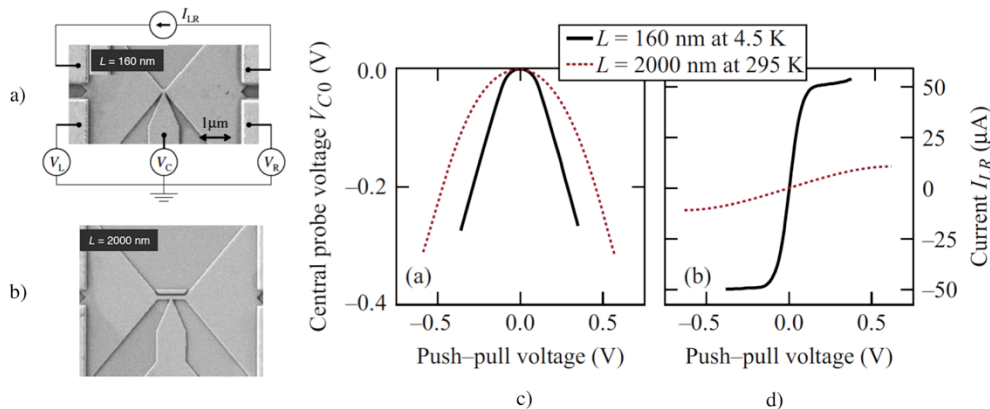 a)
I_LR
L = 160 nm
1μm
V_L
V_C
V_R
b)
L = 2000 nm
L = 160 nm at 4.5 K
L = 2000 nm at 295 K
Central probe voltage V_C0 (V)
0.0
−0.2
−0.4
(a)
−0.5
0.0
0.5
Push–pull voltage (V)
c)
(b)
−0.5
0.0
0.5
Push–pull voltage (V)
d)
50
25
0
−25
−50
Current I_LR (μA)